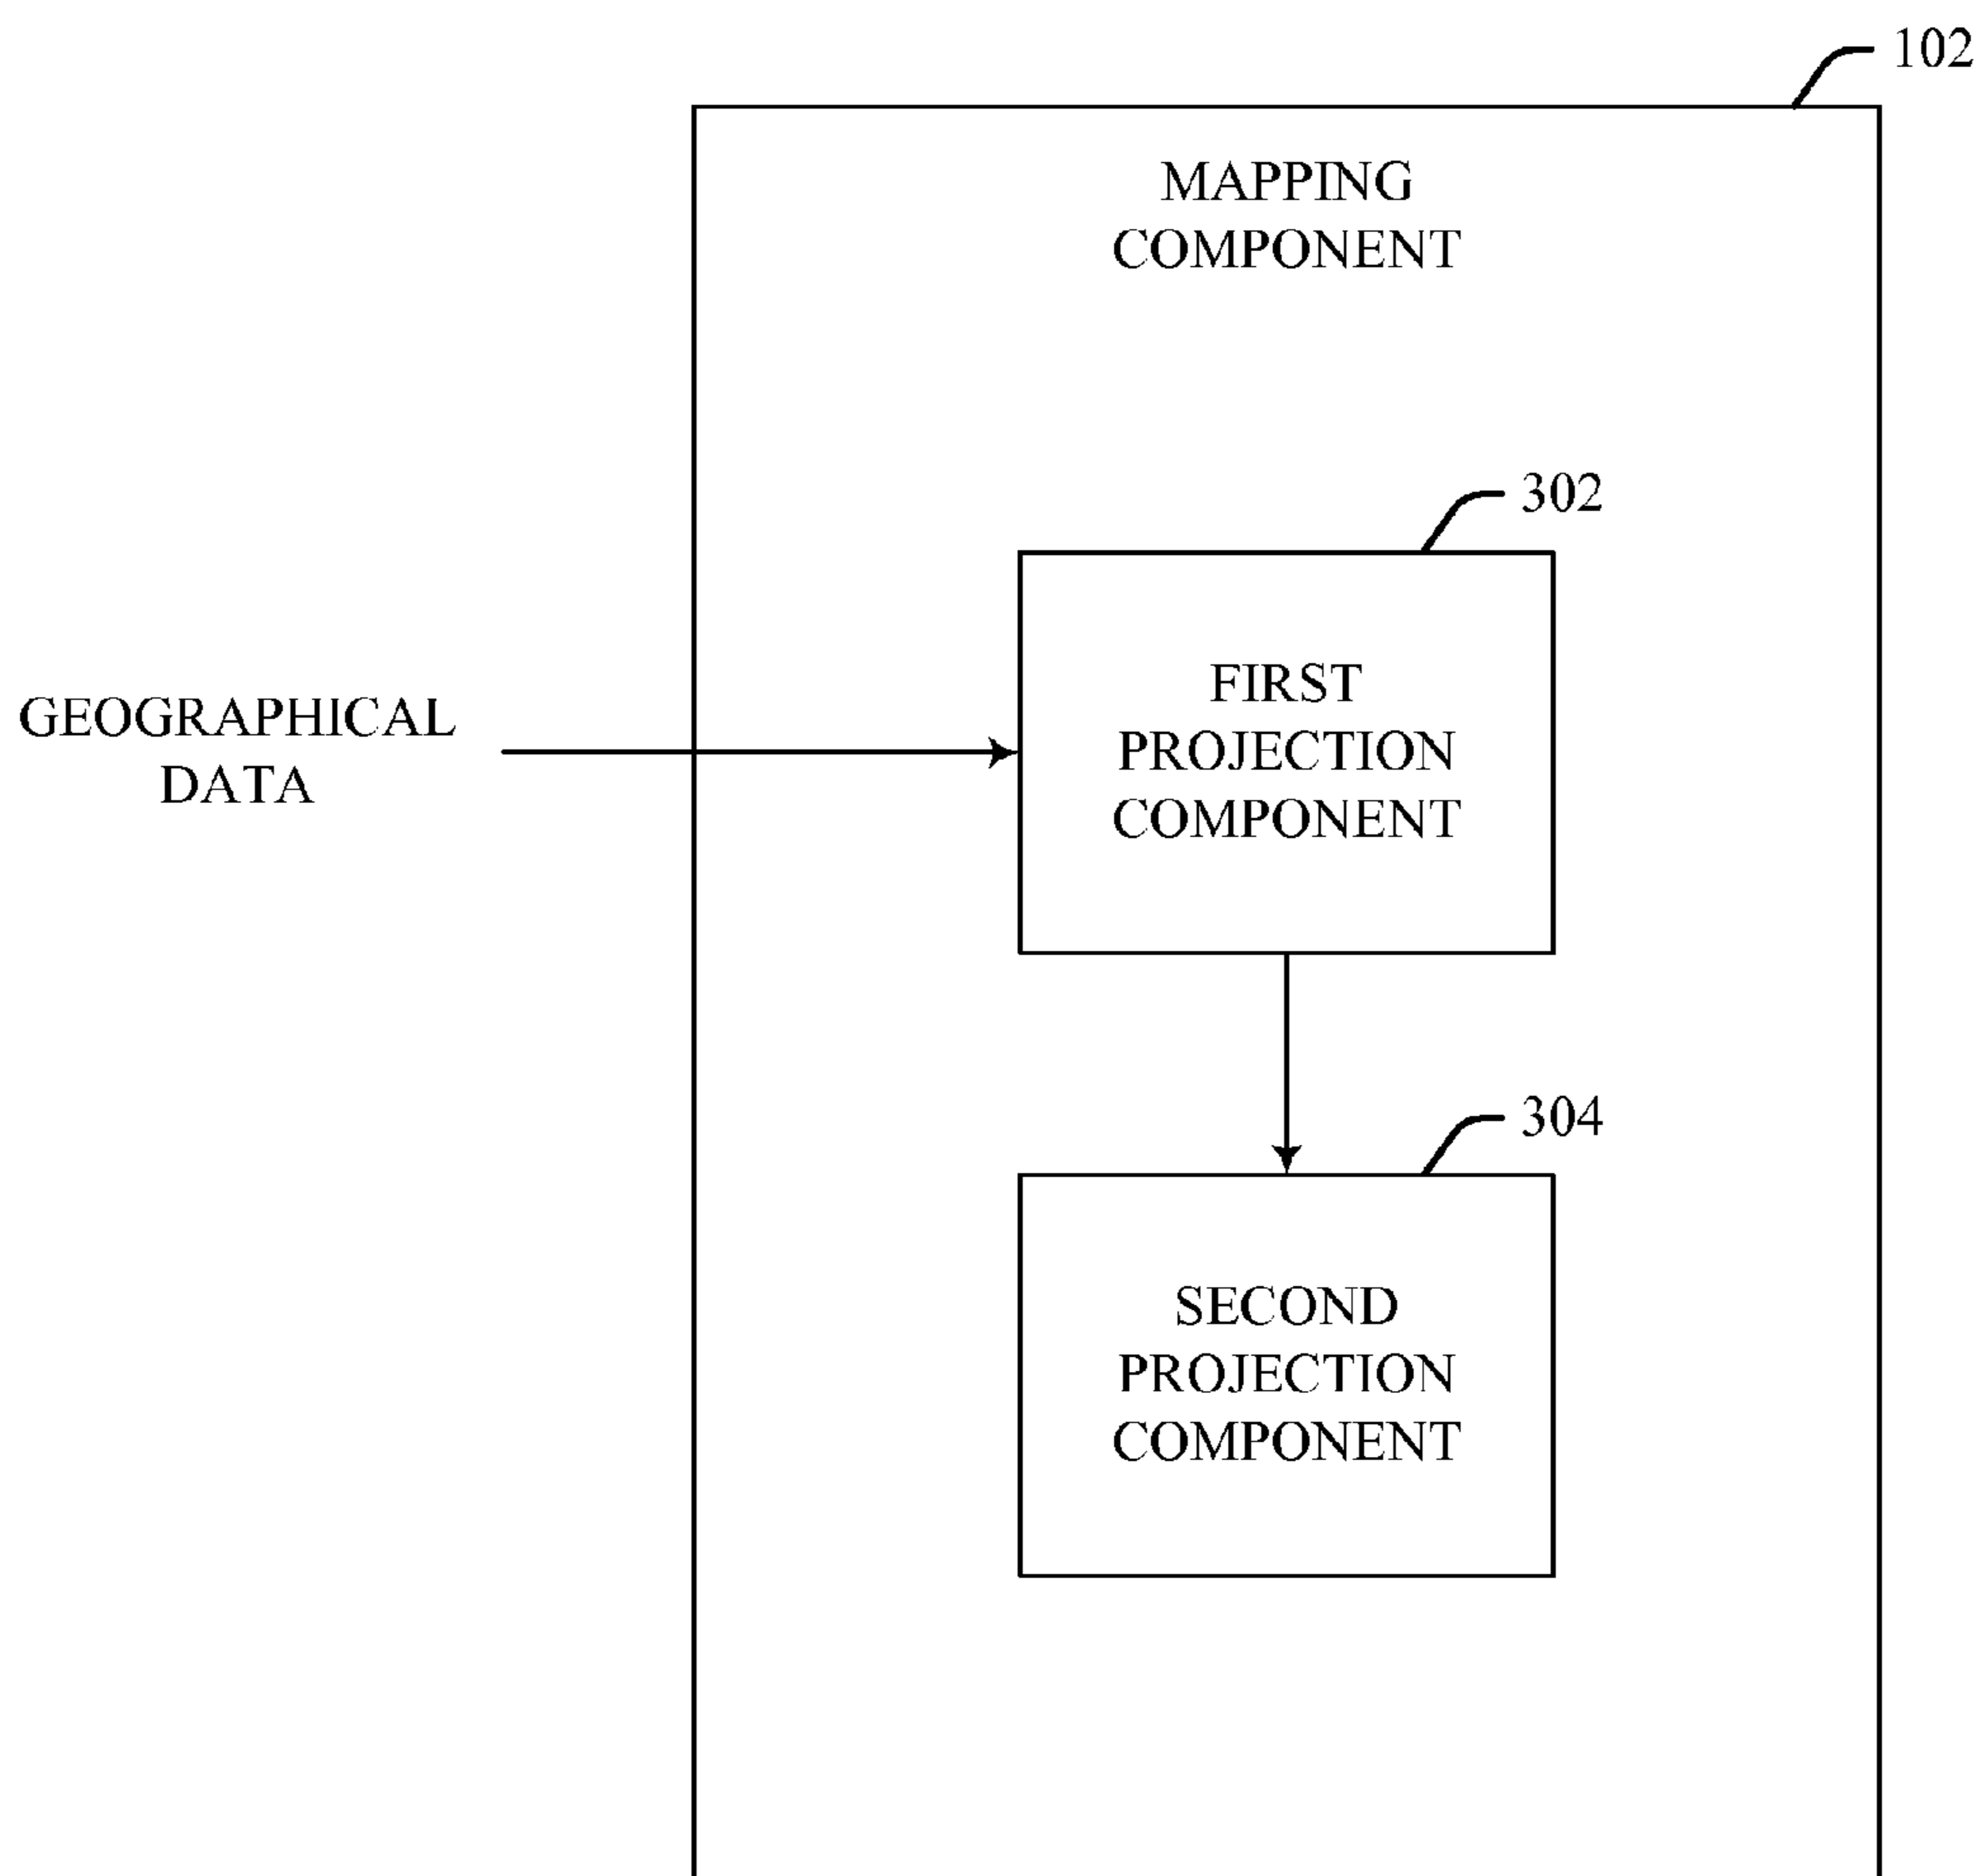 102
MAPPING
COMPONENT
302
FIRST
PROJECTION
COMPONENT
GEOGRAPHICAL
DATA
304
SECOND
PROJECTION
COMPONENT